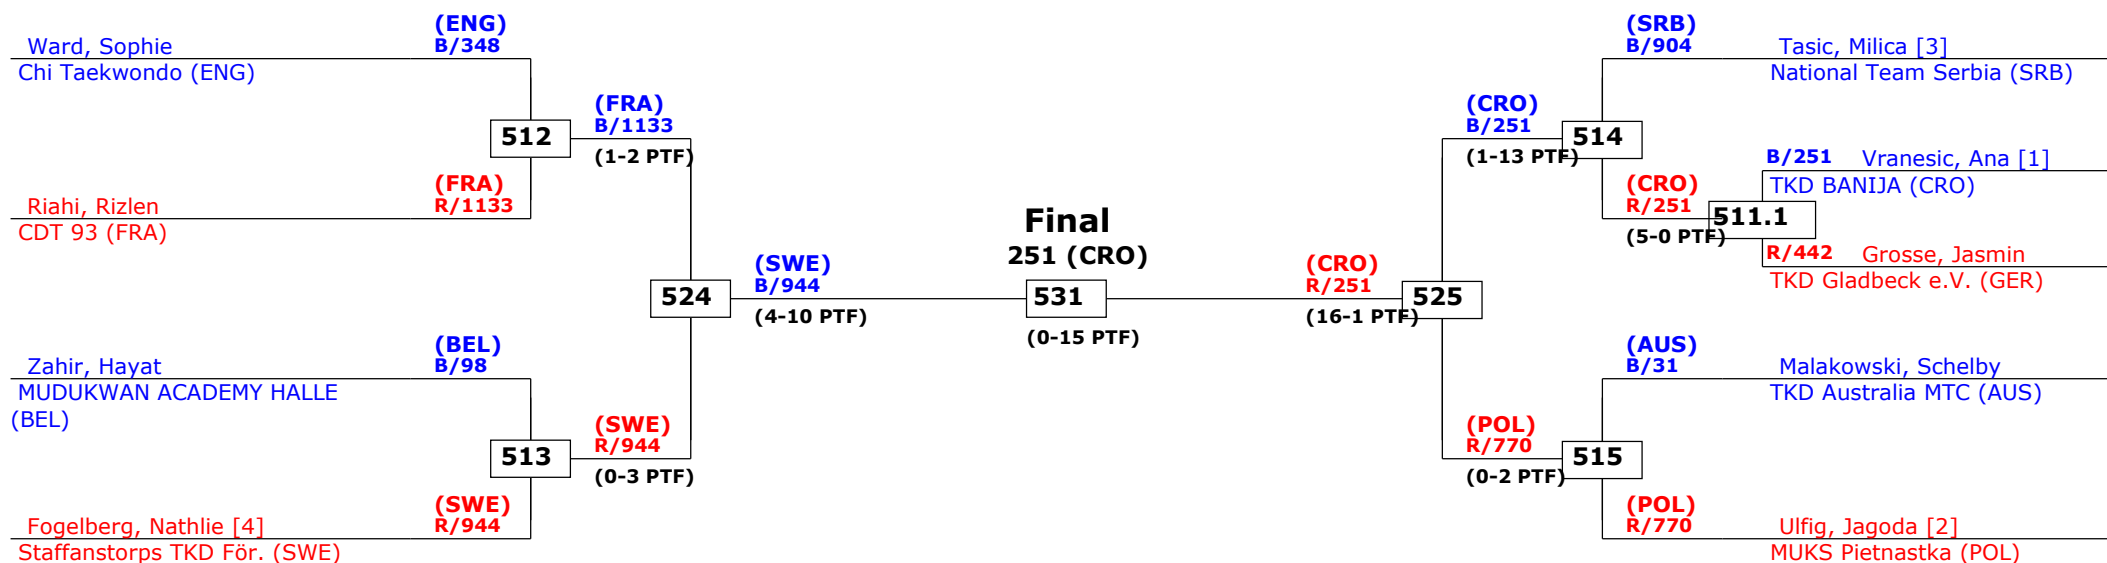 (ENG)
B/348
Ward, Sophie
Chi Taekwondo (ENG)
512
(FRA)
B/1133
(1-2 PTF)
(FRA)
R/1133
Riahi, Rizlen
CDT 93 (FRA)
524
(SWE)
B/944
(4-10 PTF)
(BEL)
B/98
Zahir, Hayat
MUDUKWAN ACADEMY HALLE
(BEL)
513
(SWE)
R/944
(0-3 PTF)
(SWE)
R/944
Fogelberg, Nathlie [4]
Staffanstorps TKD För. (SWE)
Final
251 (CRO)
531
(0-15 PTF)
(CRO)
R/251
(16-1 PTF)
525
(CRO)
B/251
(1-13 PTF)
514
(SRB)
B/904
Tasic, Milica [3]
National Team Serbia (SRB)
(CRO)
R/251
(5-0 PTF)
511.1
B/251
Vranesic, Ana [1]
TKD BANIJA (CRO)
R/442
Grosse, Jasmin
TKD Gladbeck e.V. (GER)
(POL)
R/770
(0-2 PTF)
515
(AUS)
B/31
Malakowski, Schelby
TKD Australia MTC (AUS)
(POL)
R/770
Ulfig, Jagoda [2]
MUKS Pietnastka (POL)